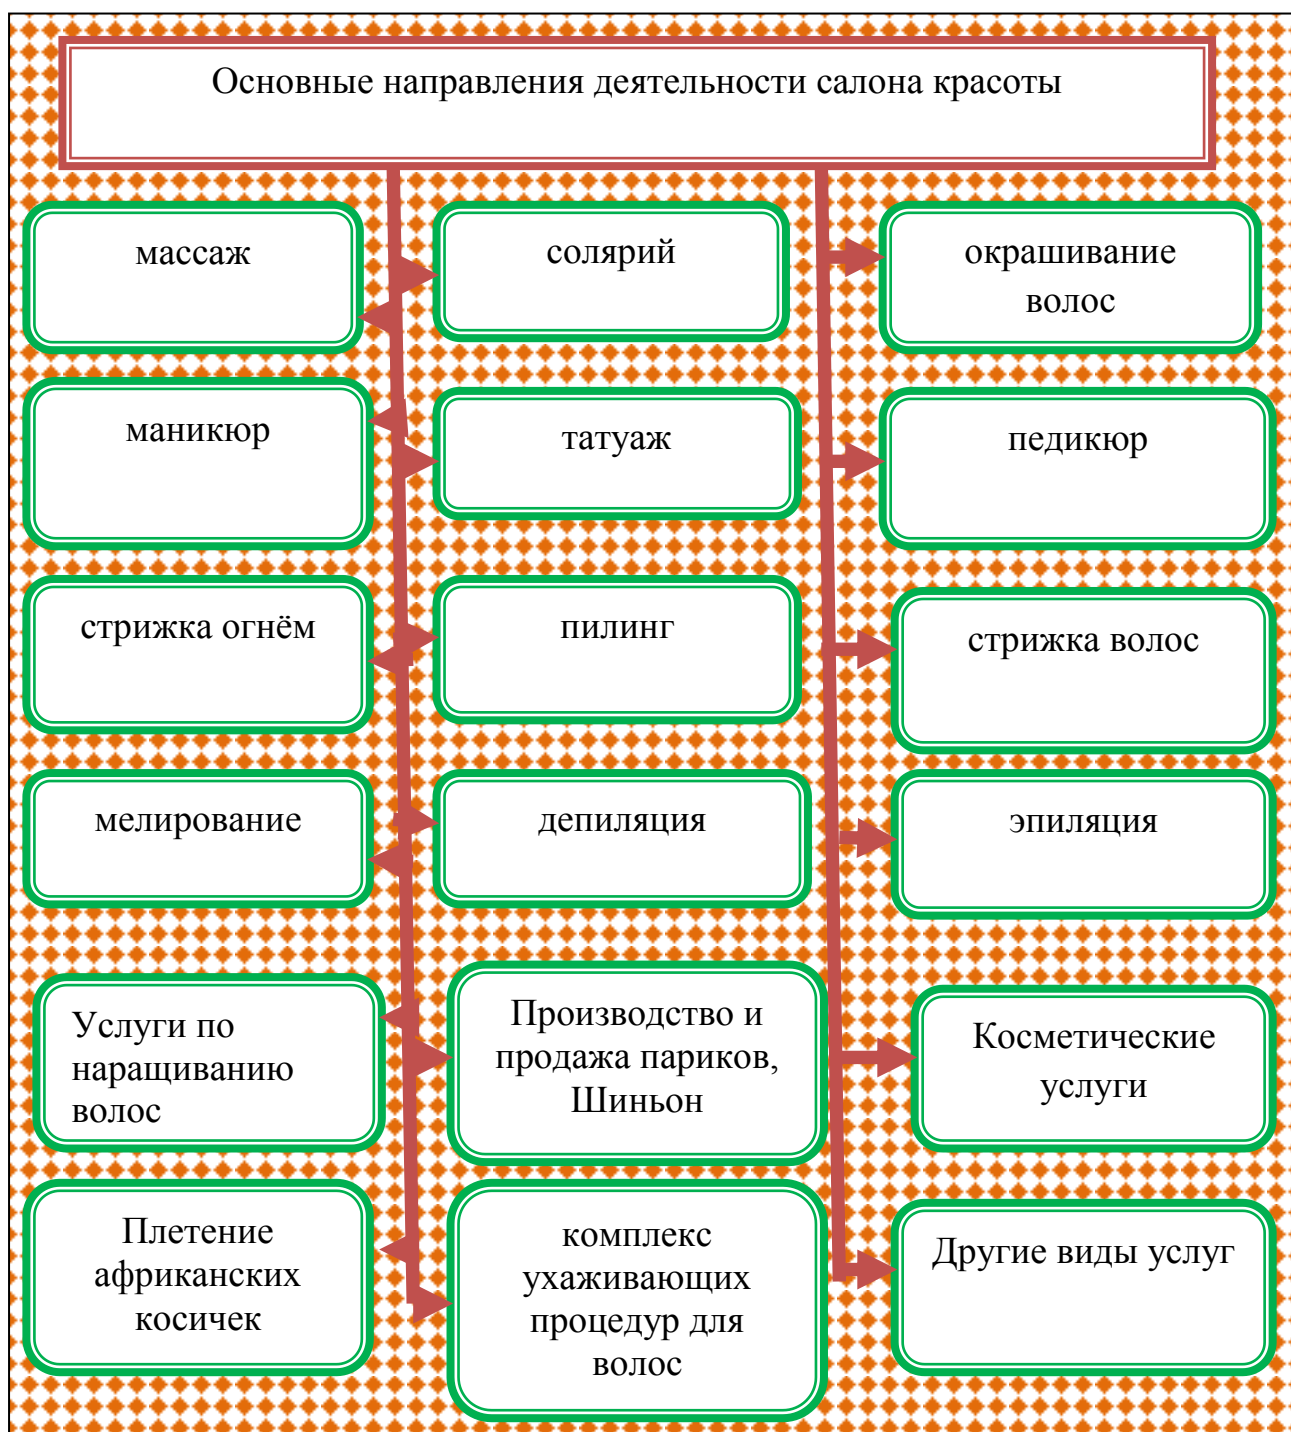 Основные направления деятельности салона красоты
массаж
солярий
окрашивание
волос
маникюр
татуаж
педикюр
стрижка огнём
пилинг
стрижка волос
мелирование
депиляция
эпиляция
Услуги по
наращиванию
волос
Производство и
продажа париков,
Шиньон
Косметические
услуги
Плетение
африканских
косичек
комплекс
ухаживающих
процедур для
волос
Другие виды услуг